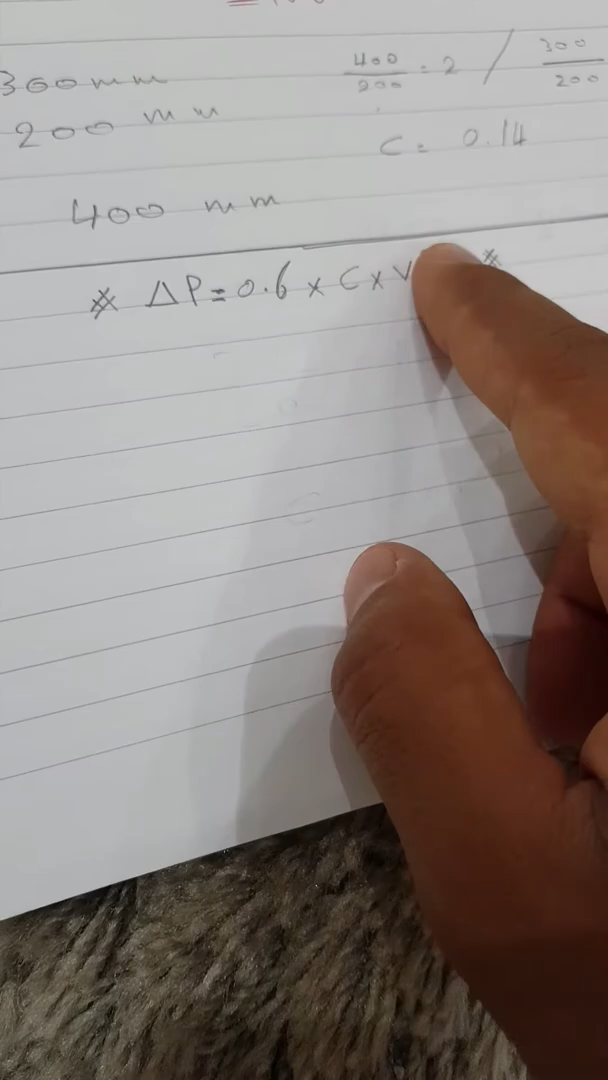 300 mm
400/200 = 2 / 300/200
200 mm
C = 0.14
400 mm
* ΔP = 0.6 x C x V *